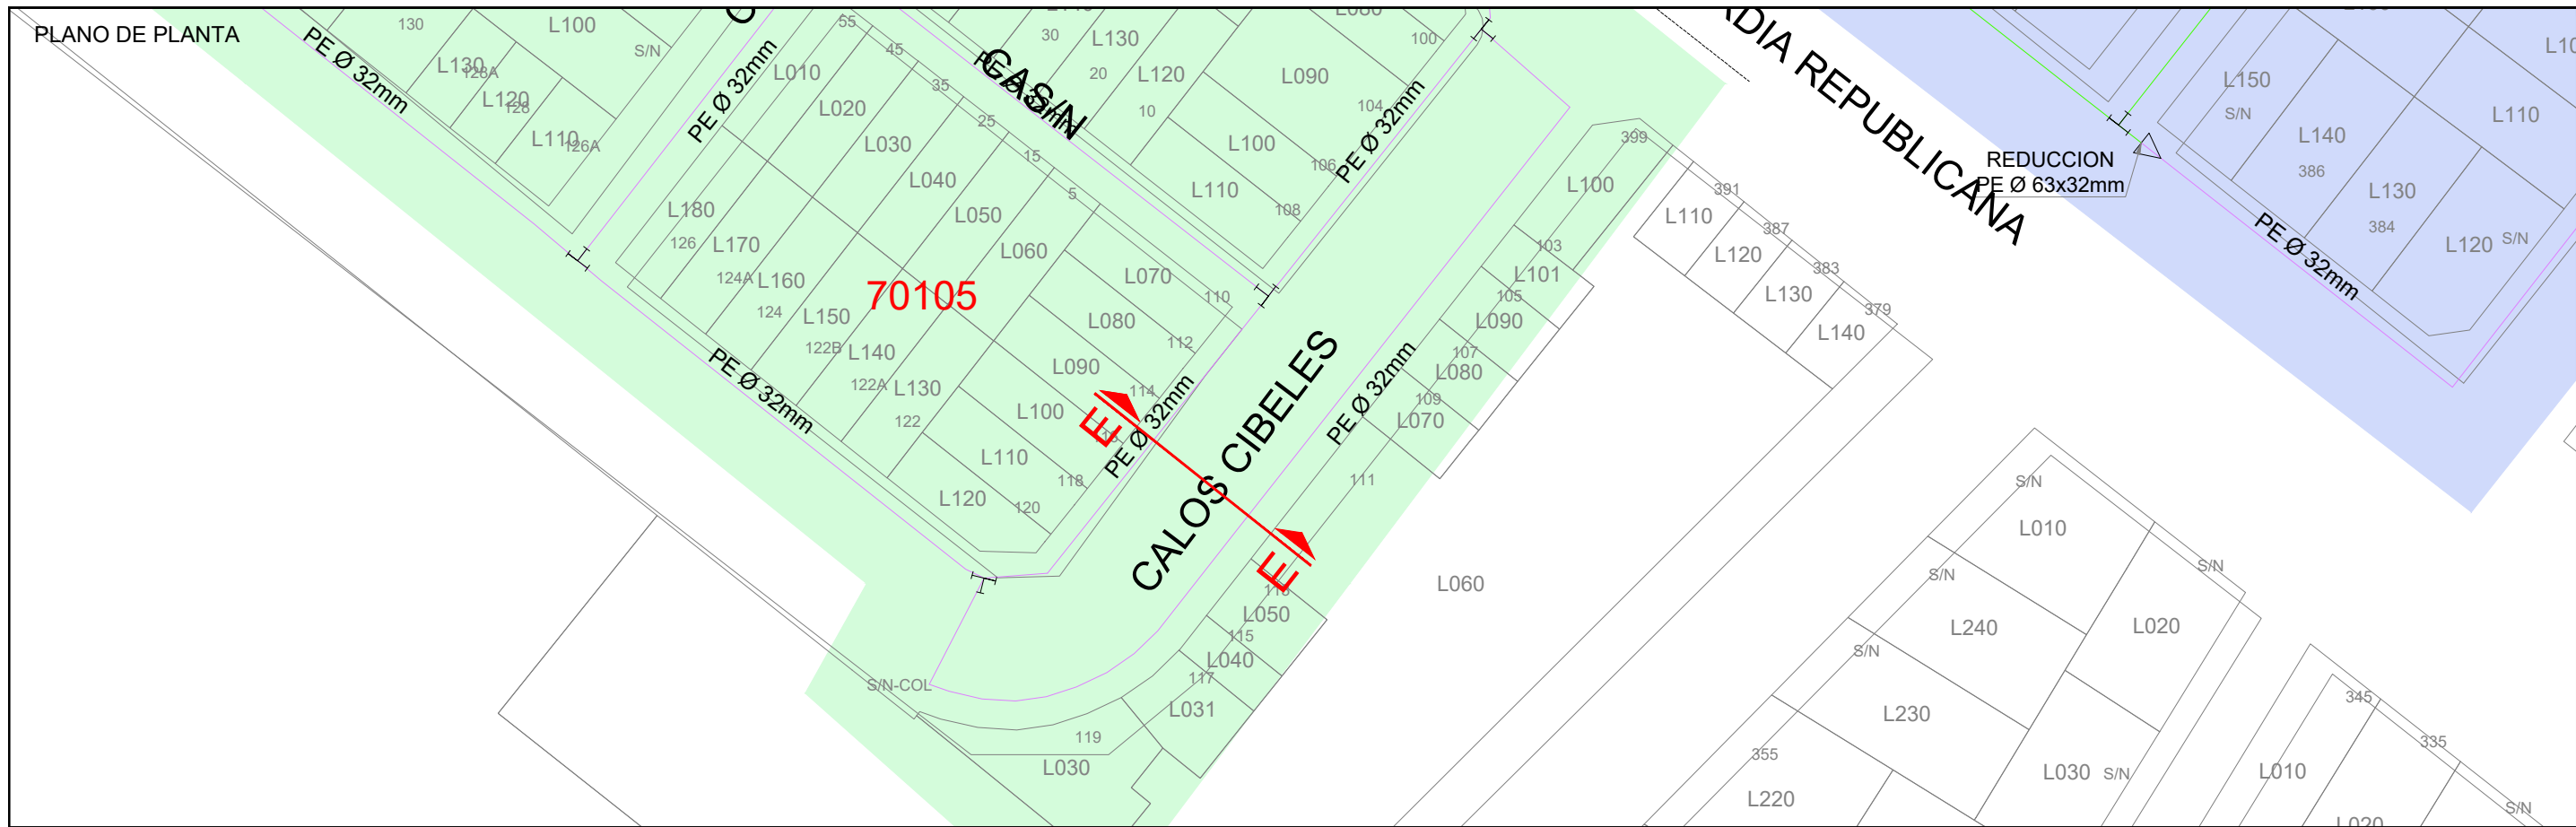 PLANO DE PLANTA
130
L100
S/N
L130
128A
L120
128
L110
126A
PE Ø 32mm
PE Ø 32mm
55
45
35
25
15
5
L010
L020
L030
L040
L050
L060
L070
110
L080
112
L090
114
L100
L110
118
L120
120
L180
126
L170
124A
L160
124
L150
122B
L140
122A
L130
122
70105
PE Ø 32mm
PE Ø 32mm
CAS/N
PE Ø 32mm
30
L130
20
L120
10
L110
L080
100
L090
104
L100
106
108
PE Ø 32mm
E
E
CALOS CIBELES
PE Ø 32mm
399
L100
103
L101
105
L090
107
L080
109
L070
111
L050
115
L040
117
L031
119
L030
S/N-COL
L060
391
L110
387
L120
383
L130
379
L140
RDIA REPUBLICANA
REDUCCION
PE Ø 63x32mm
L150
S/N
L140
386
L130
384
L120
S/N
L110
PE Ø 32mm
S/N
L010
S/N
S/N
L240
L020
S/N
L230
355
L220
L030
S/N
345
L010
335
L020
S/N